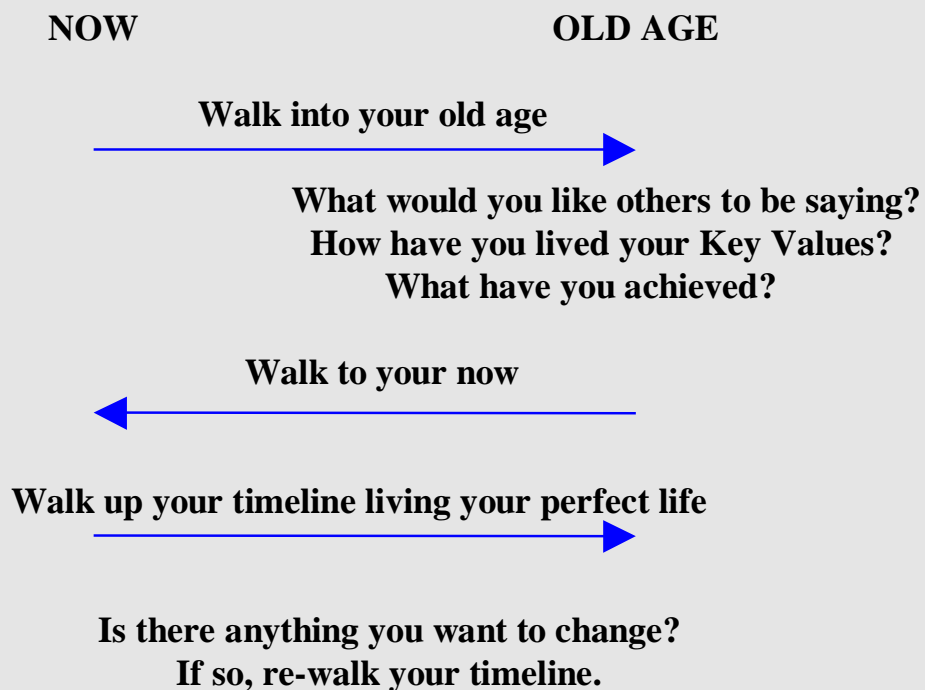 NOW OLD AGE
Walk into your old age
What would you like others to be saying?
How have you lived your Key Values?
What have you achieved?
Walk to your now
Walk up your timeline living your perfect life
Is there anything you want to change?
If so, re-walk your timeline.